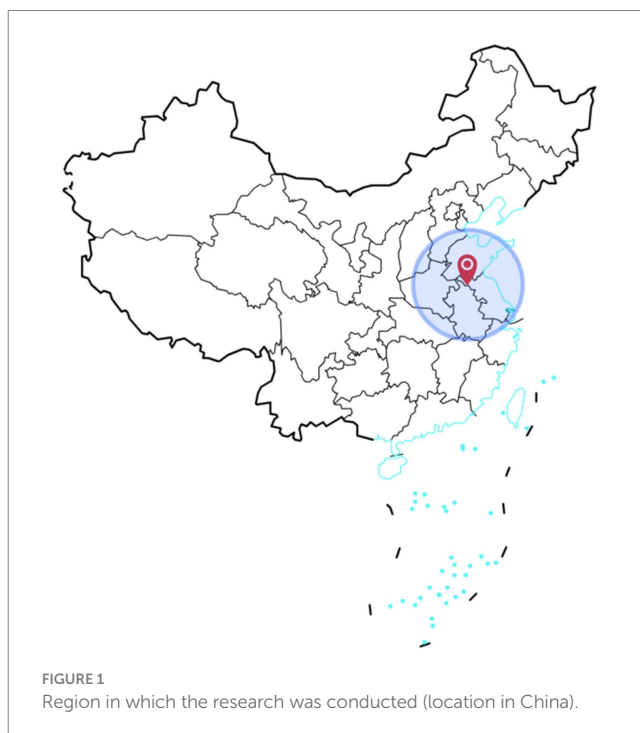 FIGURE 1
Region in which the research was conducted (location in China).